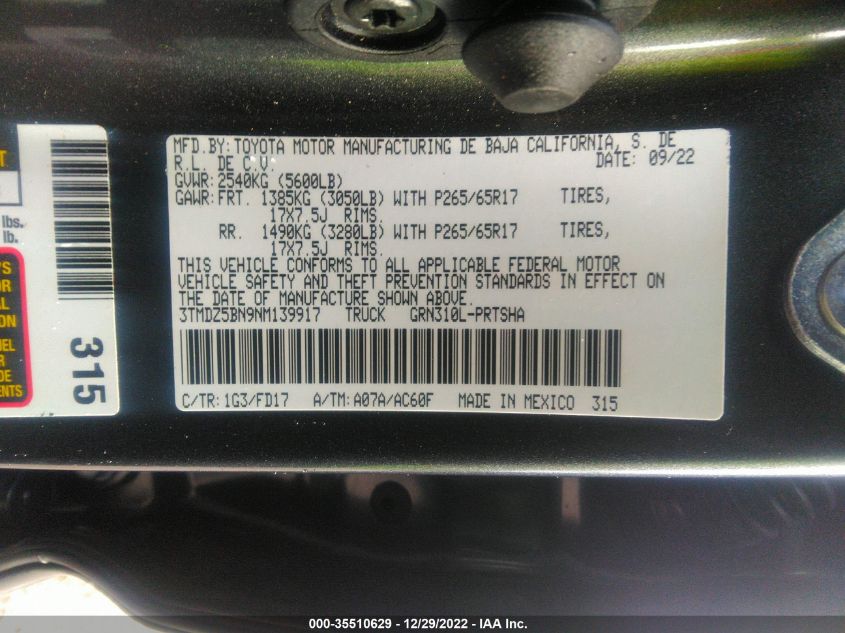 MFD.BY: TOYOTA MOTOR MANUFACTURING DE BAJA CALIFORNIA, S. DE
R.L. DE C.V. DATE: 09/22
GVWR: 2540KG (5600LB)
GAWR: FRT. 1385KG (3050LB) WITH P265/65R17 TIRES,
17X7.5J RIMS.
RR. 1490KG (3280LB) WITH P265/65R17 TIRES,
17X7.5J RIMS.
THIS VEHICLE CONFORMS TO ALL APPLICABLE FEDERAL MOTOR
VEHICLE SAFETY AND THEFT PREVENTION STANDARDS IN EFFECT ON
THE DATE OF MANUFACTURE SHOWN ABOVE.
3TMDZ5BN9NM139917 TRUCK GRN310L-PRTSHA
C/TR: 1G3/FD17 A/TM: A07A/AC60F MADE IN MEXICO 315
lbs.
lb.
315
000-35510629 - 12/29/2022 - IAA Inc.